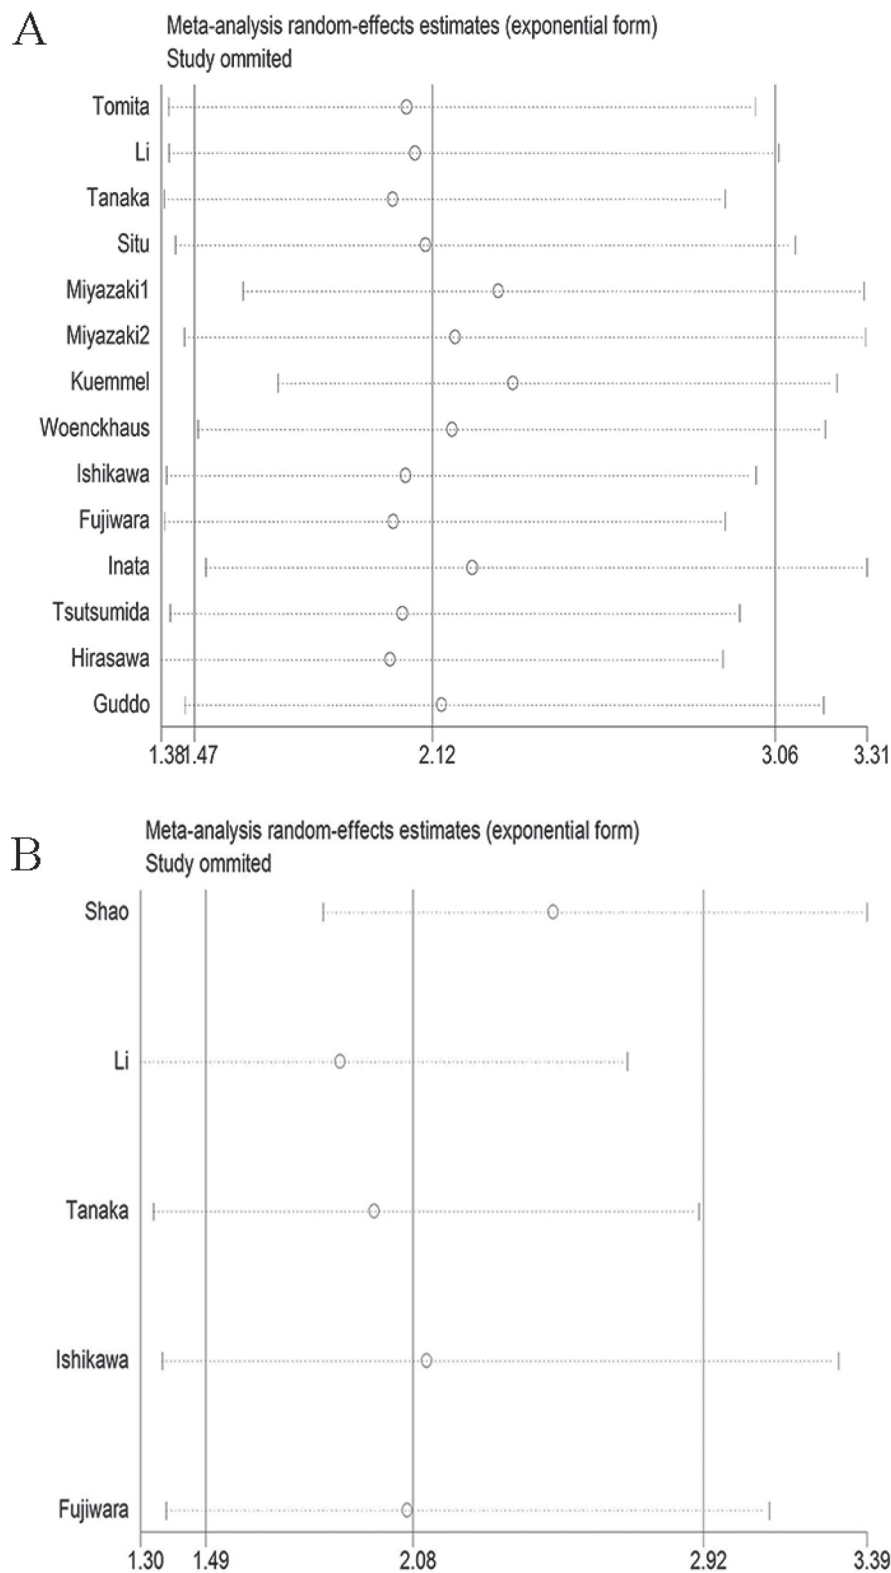 A
Meta-analysis random-effects estimates (exponential form)
Study ommited
Tomita
Li
Tanaka
Situ
Miyazaki1
Miyazaki2
Kuemmel
Woenckhaus
Ishikawa
Fujiwara
Inata
Tsutsumida
Hirasawa
Guddo
1.38 1.47 2.12 3.06 3.31
B
Meta-analysis random-effects estimates (exponential form)
Study ommited
Shao
Li
Tanaka
Ishikawa
Fujiwara
1.30 1.49 2.08 2.92 3.39